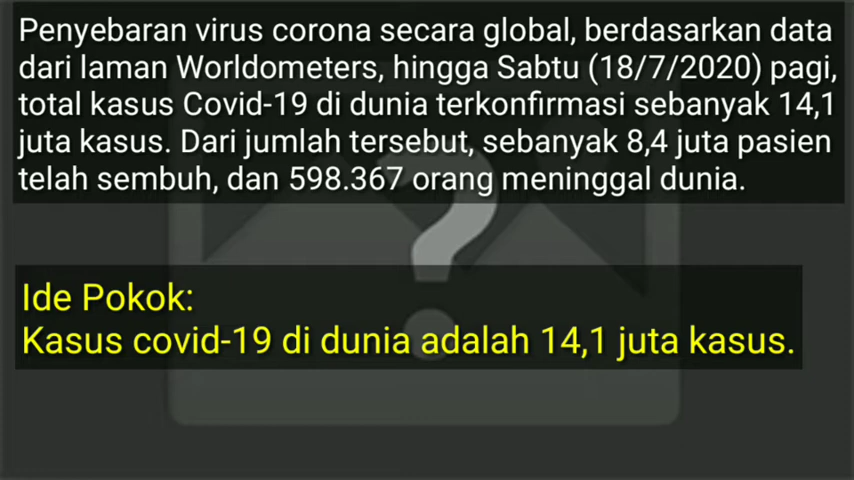 Penyebaran virus corona secara global, berdasarkan data
dari laman Worldometers, hingga Sabtu (18/7/2020) pagi,
total kasus Covid-19 di dunia terkonfirmasi sebanyak 14,1
juta kasus. Dari jumlah tersebut, sebanyak 8,4 juta pasien
telah sembuh, dan 598.367 orang meninggal dunia.
Ide Pokok:
Kasus covid-19 di dunia adalah 14,1 juta kasus.